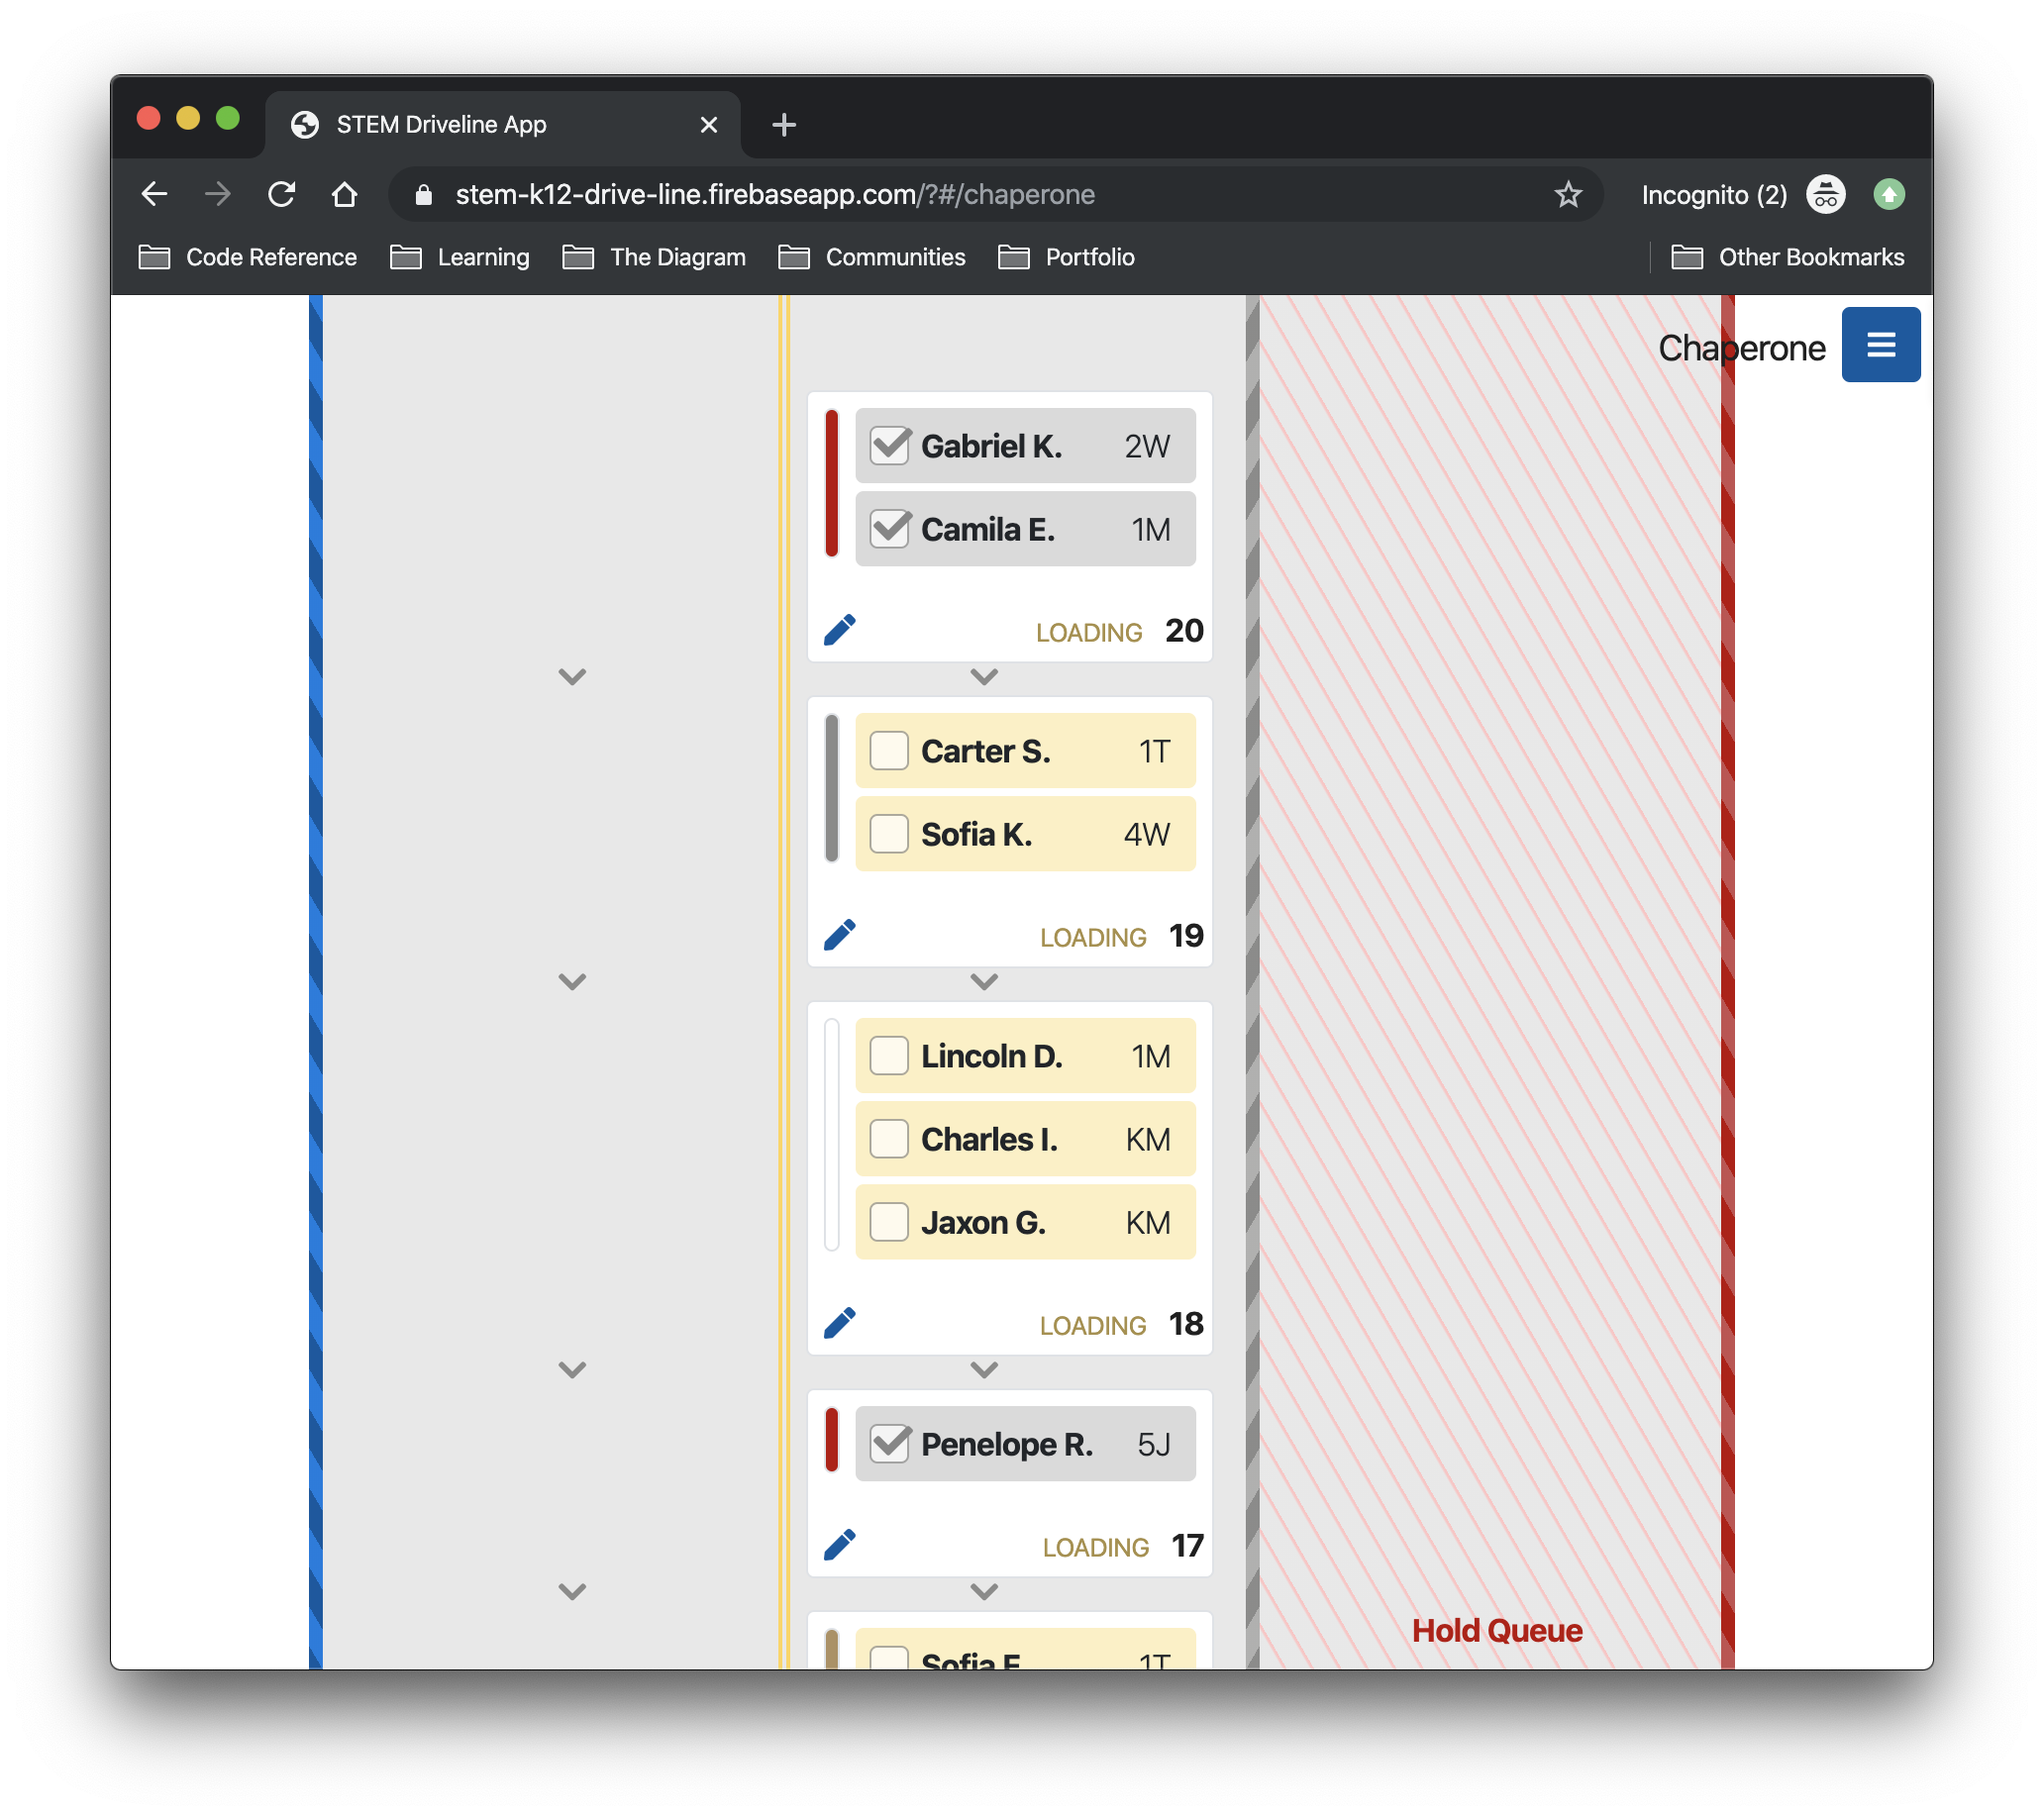 STEM Driveline App
stem-k12-drive-line.firebaseapp.com/?#/chaperone
Incognito (2)
Code Reference
Learning
The Diagram
Communities
Portfolio
Other Bookmarks
Chaperone
Gabriel K. 2W
Camila E. 1M
LOADING 20
Carter S. 1T
Sofia K. 4W
LOADING 19
Lincoln D. 1M
Charles I. KM
Jaxon G. KM
LOADING 18
Penelope R. 5J
LOADING 17
Hold Queue
Sofia 1T